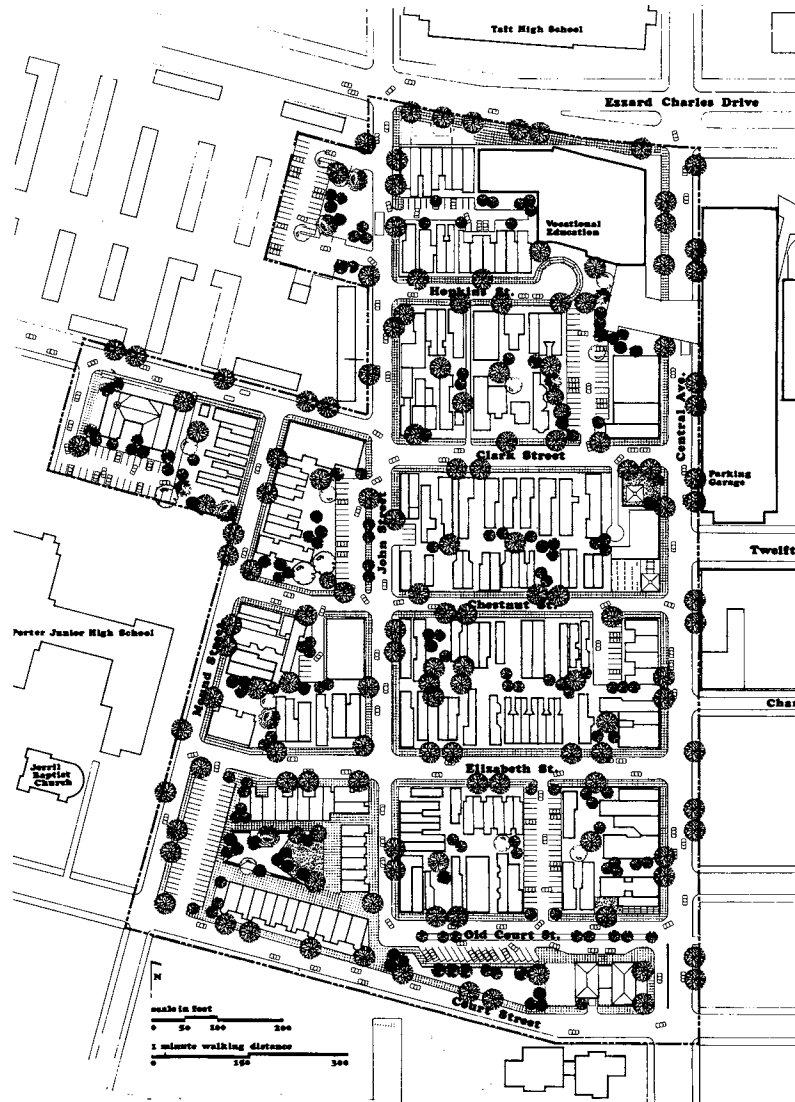 Taft High School
Ezzard Charles Drive
Vocational
Education
Hopkins St.
Central Ave.
Clark Street
Parking
Garage
John Street
Twelft
Chestnut St.
Porter Junior High School
Mound Street
Char
Elizabeth St.
Jerril
Baptist
Church
Old Court St.
Court Street
N
scale in feet
0 50 100 200
1 minute walking distance
0 150 300